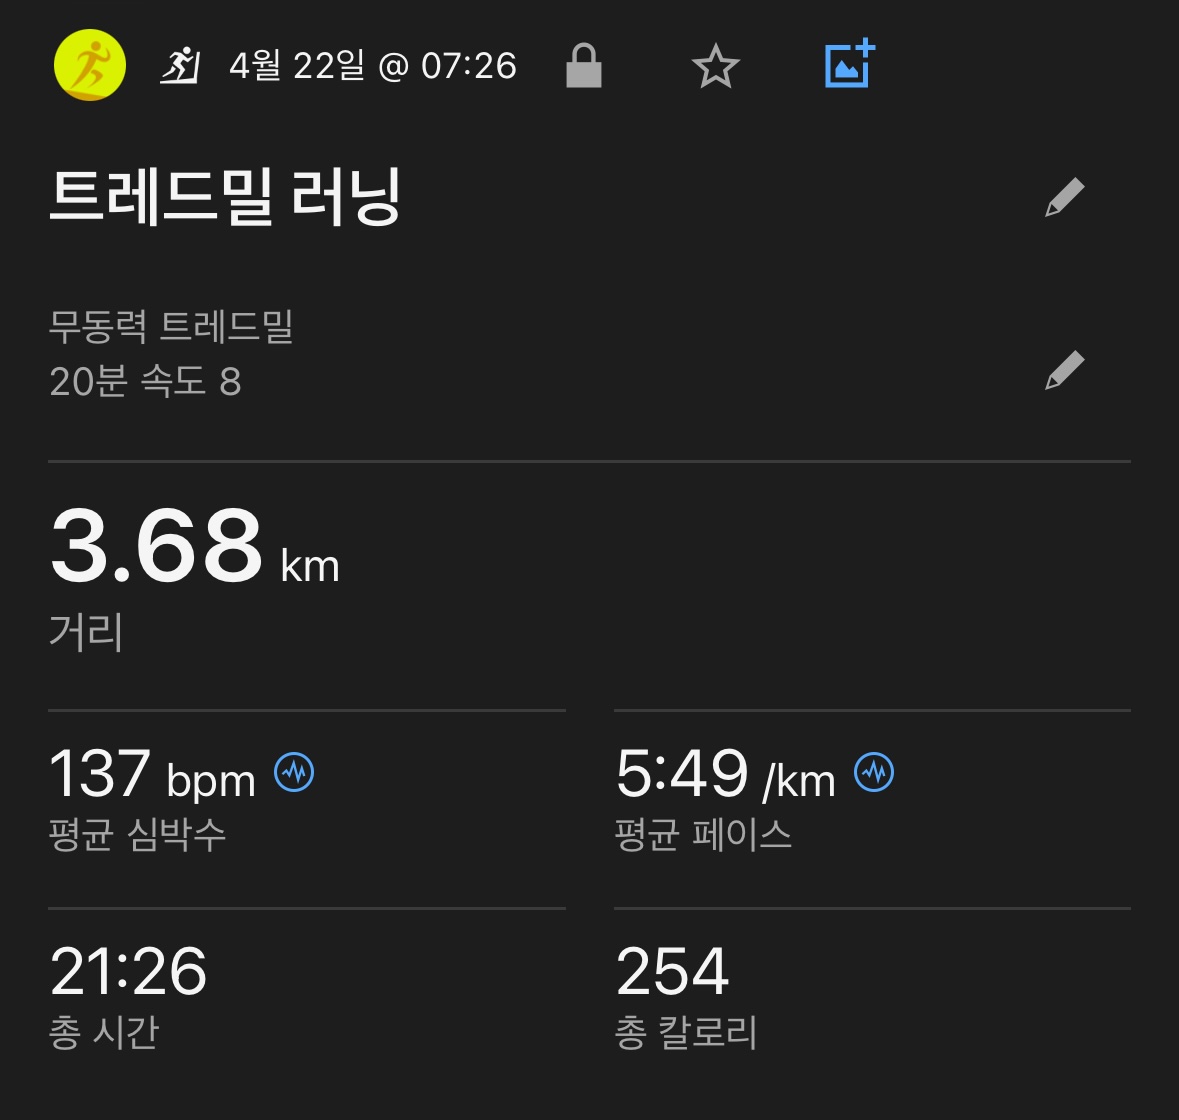 4월 22일 @ 07:26
트레드밀 러닝
무동력 트레드밀
20분 속도 8
3.68 km
거리
137 bpm
평균 심박수
5:49 /km
평균 페이스
21:26
총 시간
254
총 칼로리